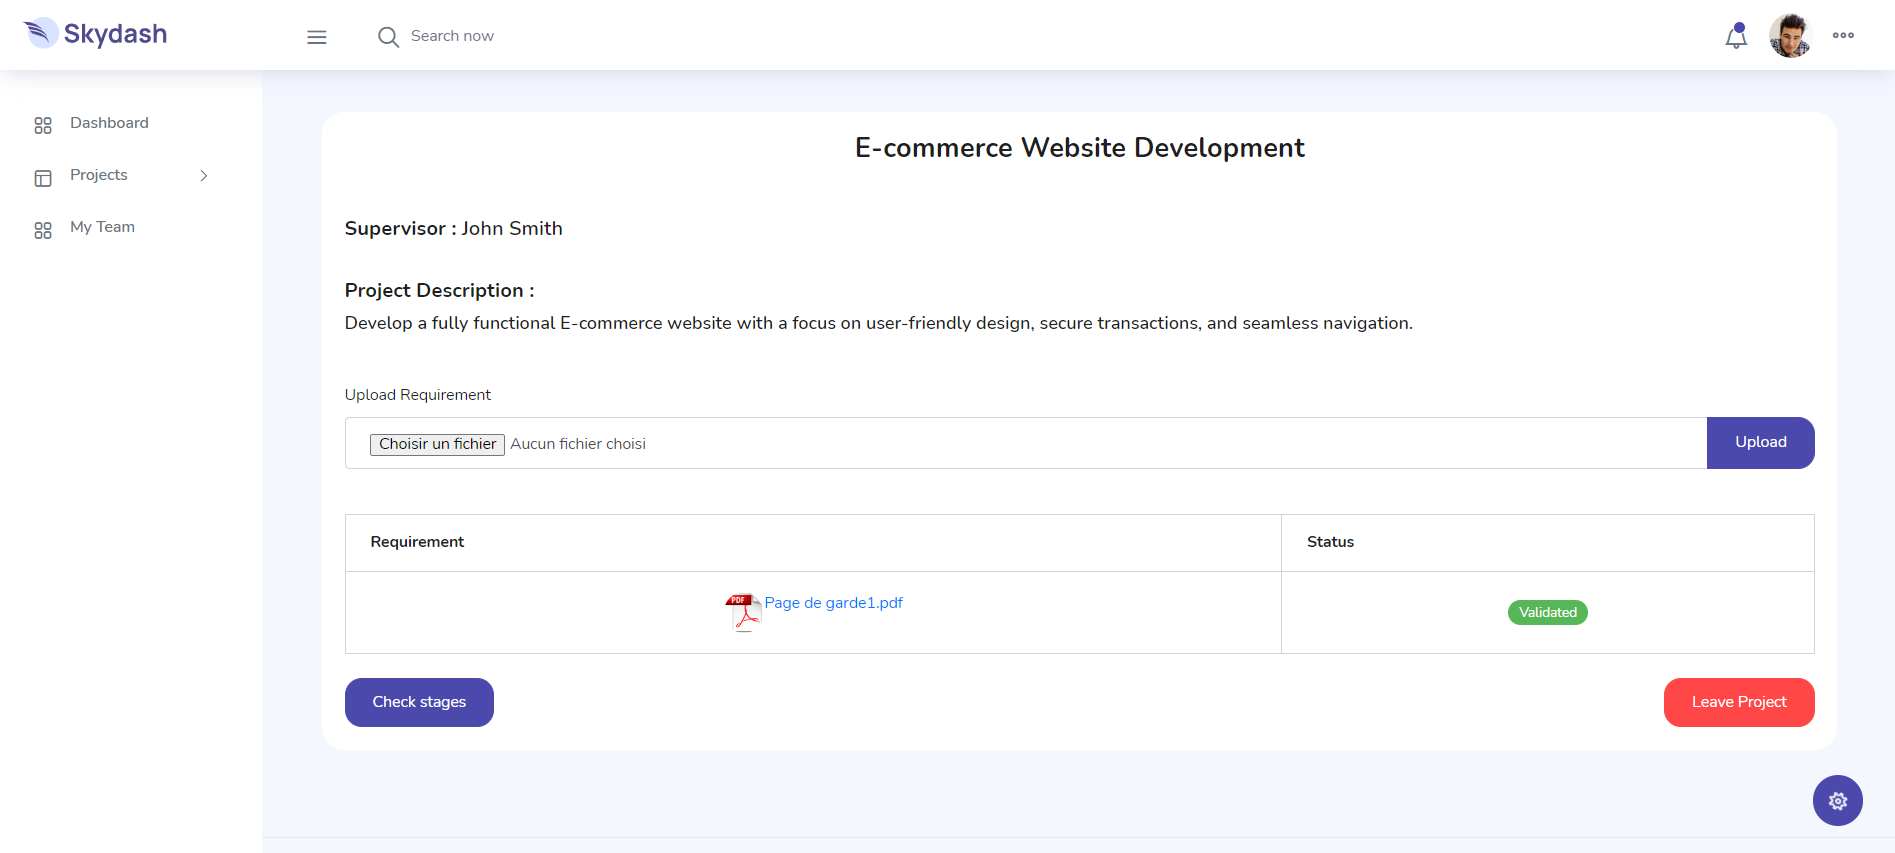 Skydash
Search now
Dashboard
Projects
My Team
E-commerce Website Development
Supervisor : John Smith
Project Description :
Develop a fully functional E-commerce website with a focus on user-friendly design, secure transactions, and seamless navigation.
Upload Requirement
Choisir un fichier Aucun fichier choisi
Upload
Requirement Status
PDF Page de garde1.pdf Validated
Check stages Leave Project